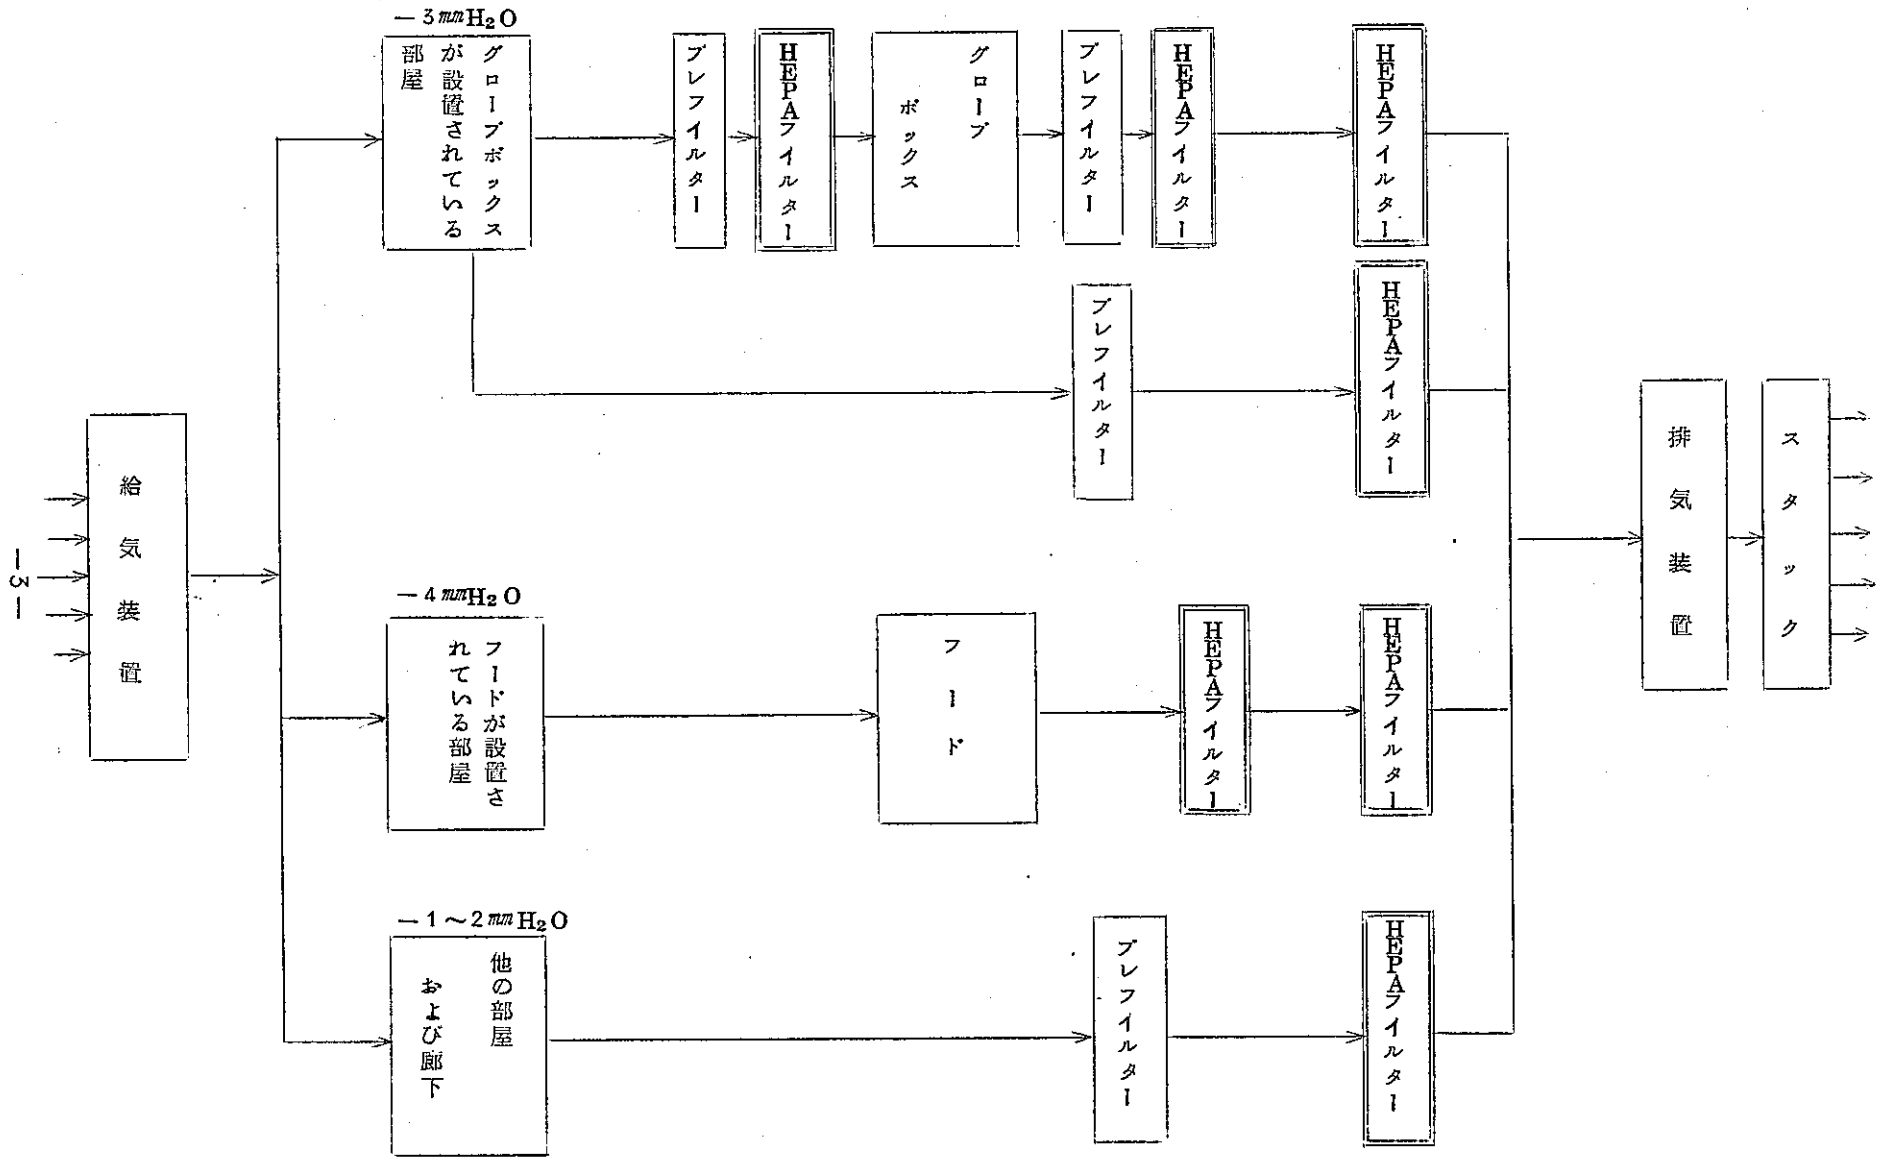 －3㎜H₂O
グローブボックス
が設置されている
部屋
プレフィルター
HEPAフィルター
グローブ
ボックス
プレフィルター
HEPAフィルター
HEPAフィルター
プレフィルター
HEPAフィルター
給気装置
－4㎜H₂O
フードが設置さ
れている部屋
フード
HEPAフィルター
HEPAフィルター
－1～2㎜H₂O
他の部屋
および廊下
プレフィルター
HEPAフィルター
排気装置
スタック
－3－